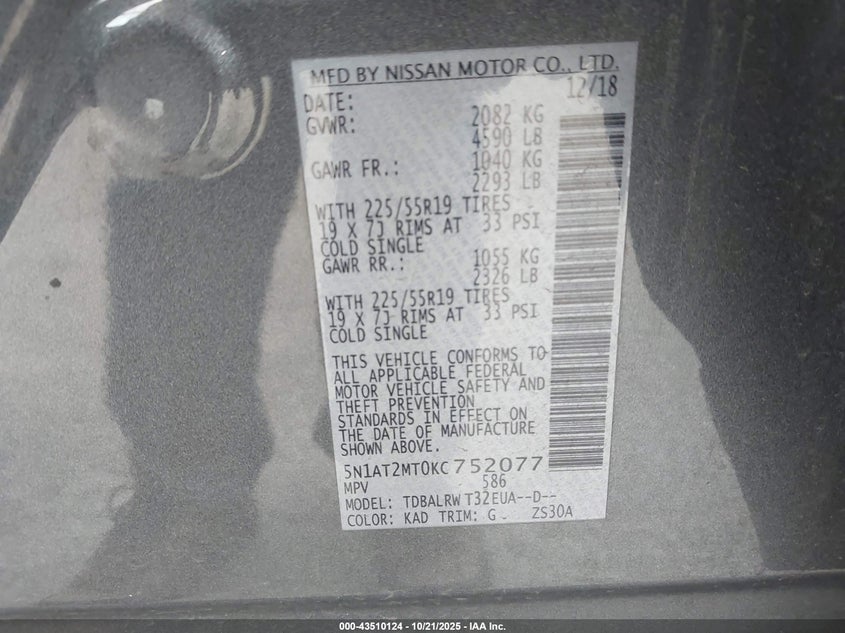 MFD BY NISSAN MOTOR CO., LTD.
DATE: 12/18
GVWR: 2082 KG
4590 LB
GAWR FR.: 1040 KG
2293 LB
WITH 225/55R19 TIRES
19 X 7J RIMS AT 33 PSI
COLD SINGLE
GAWR RR.: 1055 KG
2326 LB
WITH 225/55R19 TIRES
19 X 7J RIMS AT 33 PSI
COLD SINGLE
THIS VEHICLE CONFORMS TO
ALL APPLICABLE FEDERAL
MOTOR VEHICLE SAFETY AND
THEFT PREVENTION
STANDARDS IN EFFECT ON
THE DATE OF MANUFACTURE
SHOWN ABOVE.
5N1AT2MT0KC752077
MPV 586
MODEL: TDBALRW T32EUA--D--
COLOR: KAD TRIM: G ZS30A
000-43510124 - 10/21/2025 - IAA Inc.